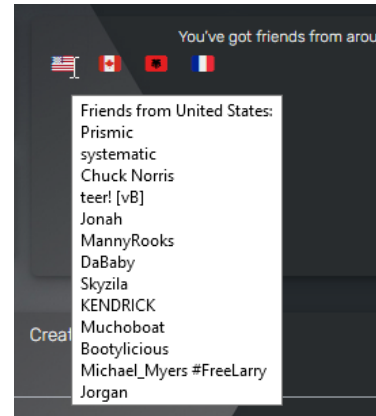 You've got friends from arou
Friends from United States:
Prismic
systematic
Chuck Norris
teer! [vB]
Jonah
MannyRooks
DaBaby
Skyzila
KENDRICK
Muchoboat
Bootylicious
Michael_Myers #FreeLarry
Jorgan
Creat